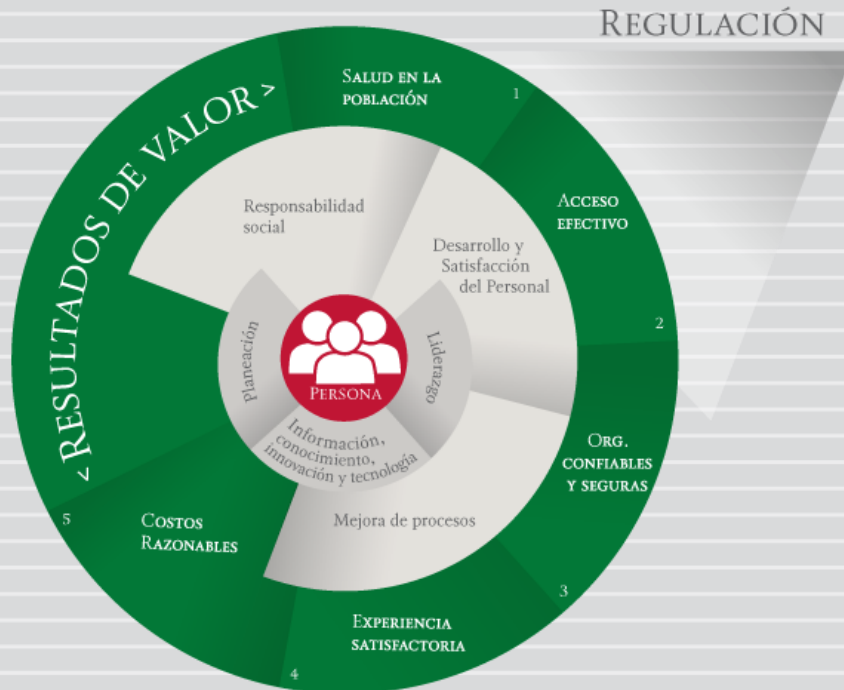 REGULACIÓN
< RESULTADOS DE VALOR >
SALUD EN LA
POBLACIÓN
1
ACCESO
EFECTIVO
2
ORG.
CONFIABLES
Y SEGURAS
3
EXPERIENCIA
SATISFACTORIA
4
COSTOS
RAZONABLES
5
Responsabilidad
social
Desarrollo y
Satisfacción
del Personal
Mejora de procesos
Planeación
Liderazgo
Información,
conocimiento,
innovación y tecnología
PERSONA